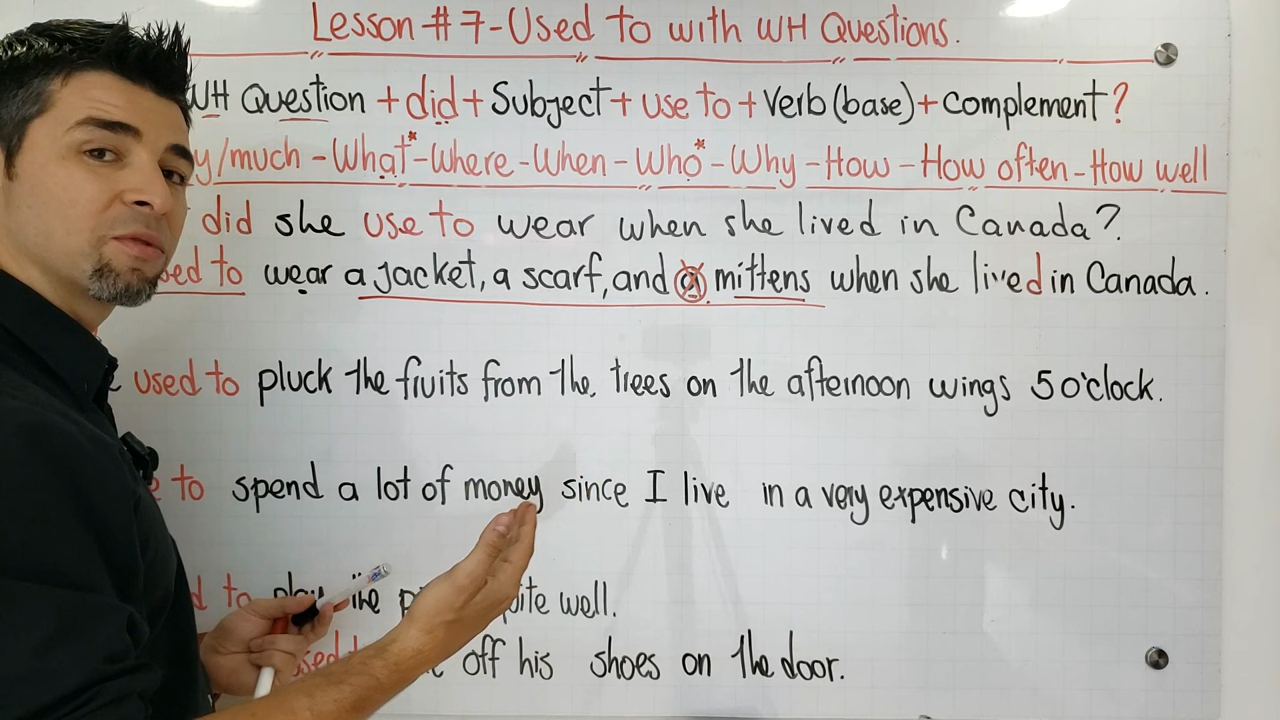 Lesson #7-Used to with WH Questions.
WH Question + did + Subject + use to + Verb (base) + complement?
y/much - What* - Where - When - Who* - Why - How - How often - How well
did she use to wear when she lived in Canada?
sed to wear a jacket, a scarf, and a mittens when she lived in Canada.
used to pluck the fruits from the. trees on the afternoon wings 5 o'clock.
to spend a lot of money since I live in a very expensive city.
d to play the quite well.
off his shoes on the door.